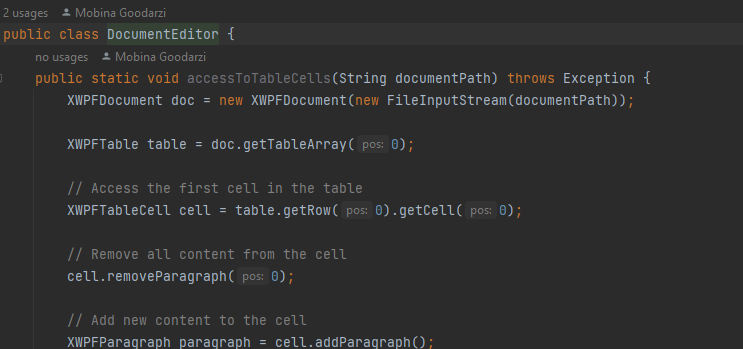 2 usages Mobina Goodarzi
public class DocumentEditor {
no usages Mobina Goodarzi
public static void accessToTableCells(String documentPath) throws Exception {
XWPFDocument doc = new XWPFDocument(new FileInputStream(documentPath));
XWPFTable table = doc.getTableArray( pos: 0);
// Access the first cell in the table
XWPFTableCell cell = table.getRow( pos: 0).getCell( pos: 0);
// Remove all content from the cell
cell.removeParagraph( pos: 0);
// Add new content to the cell
XWPFParagraph paragraph = cell.addParagraph();